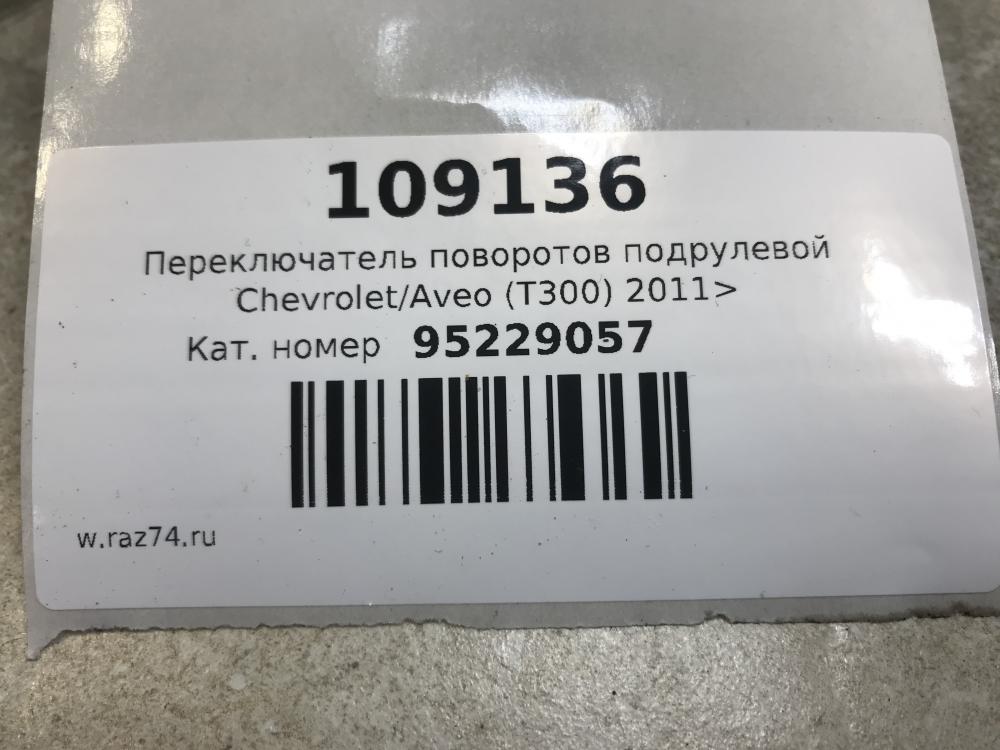 109136
Переключатель поворотов подрулевой
Chevrolet/Aveo (T300) 2011>
Кат. номер 95229057
w.raz74.ru